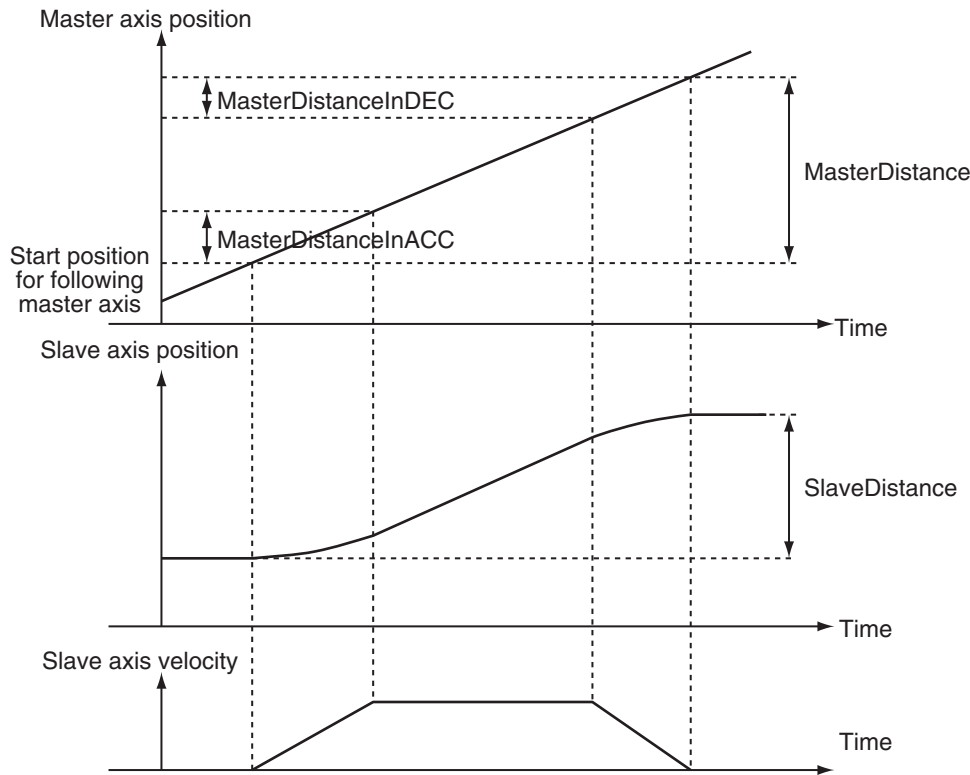 Master axis position
MasterDistanceInDEC
MasterDistance
MasterDistanceInACC
Start position
for following
master axis
Time
Slave axis position
SlaveDistance
Time
Slave axis velocity
Time